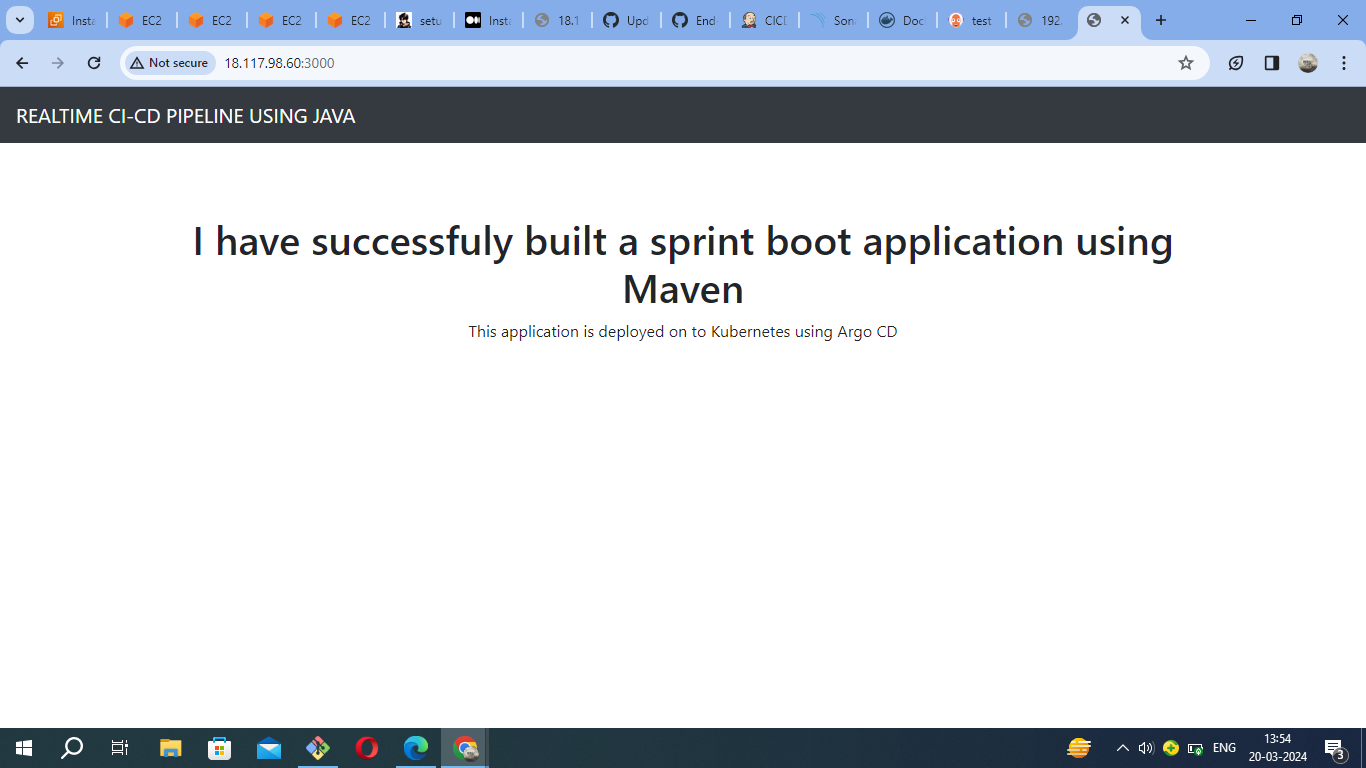 Insta
EC2
EC2
EC2
EC2
setu
Insta
18.1
Upd
End-
CICD
Son
Doc
test
192.
Not secure
18.117.98.60:3000
REALTIME CI-CD PIPELINE USING JAVA
I have successfuly built a sprint boot application using
Maven
This application is deployed on to Kubernetes using Argo CD
ENG
13:54
20-03-2024
3